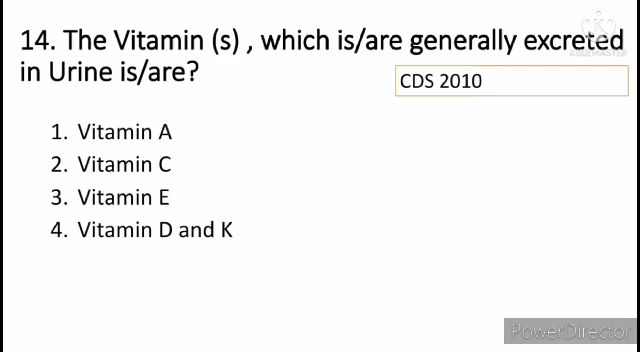 14. The Vitamin (s) , which is/are generally excreted
in Urine is/are?
CDS 2010
1. Vitamin A
2. Vitamin C
3. Vitamin E
4. Vitamin D and K
PowerDirector